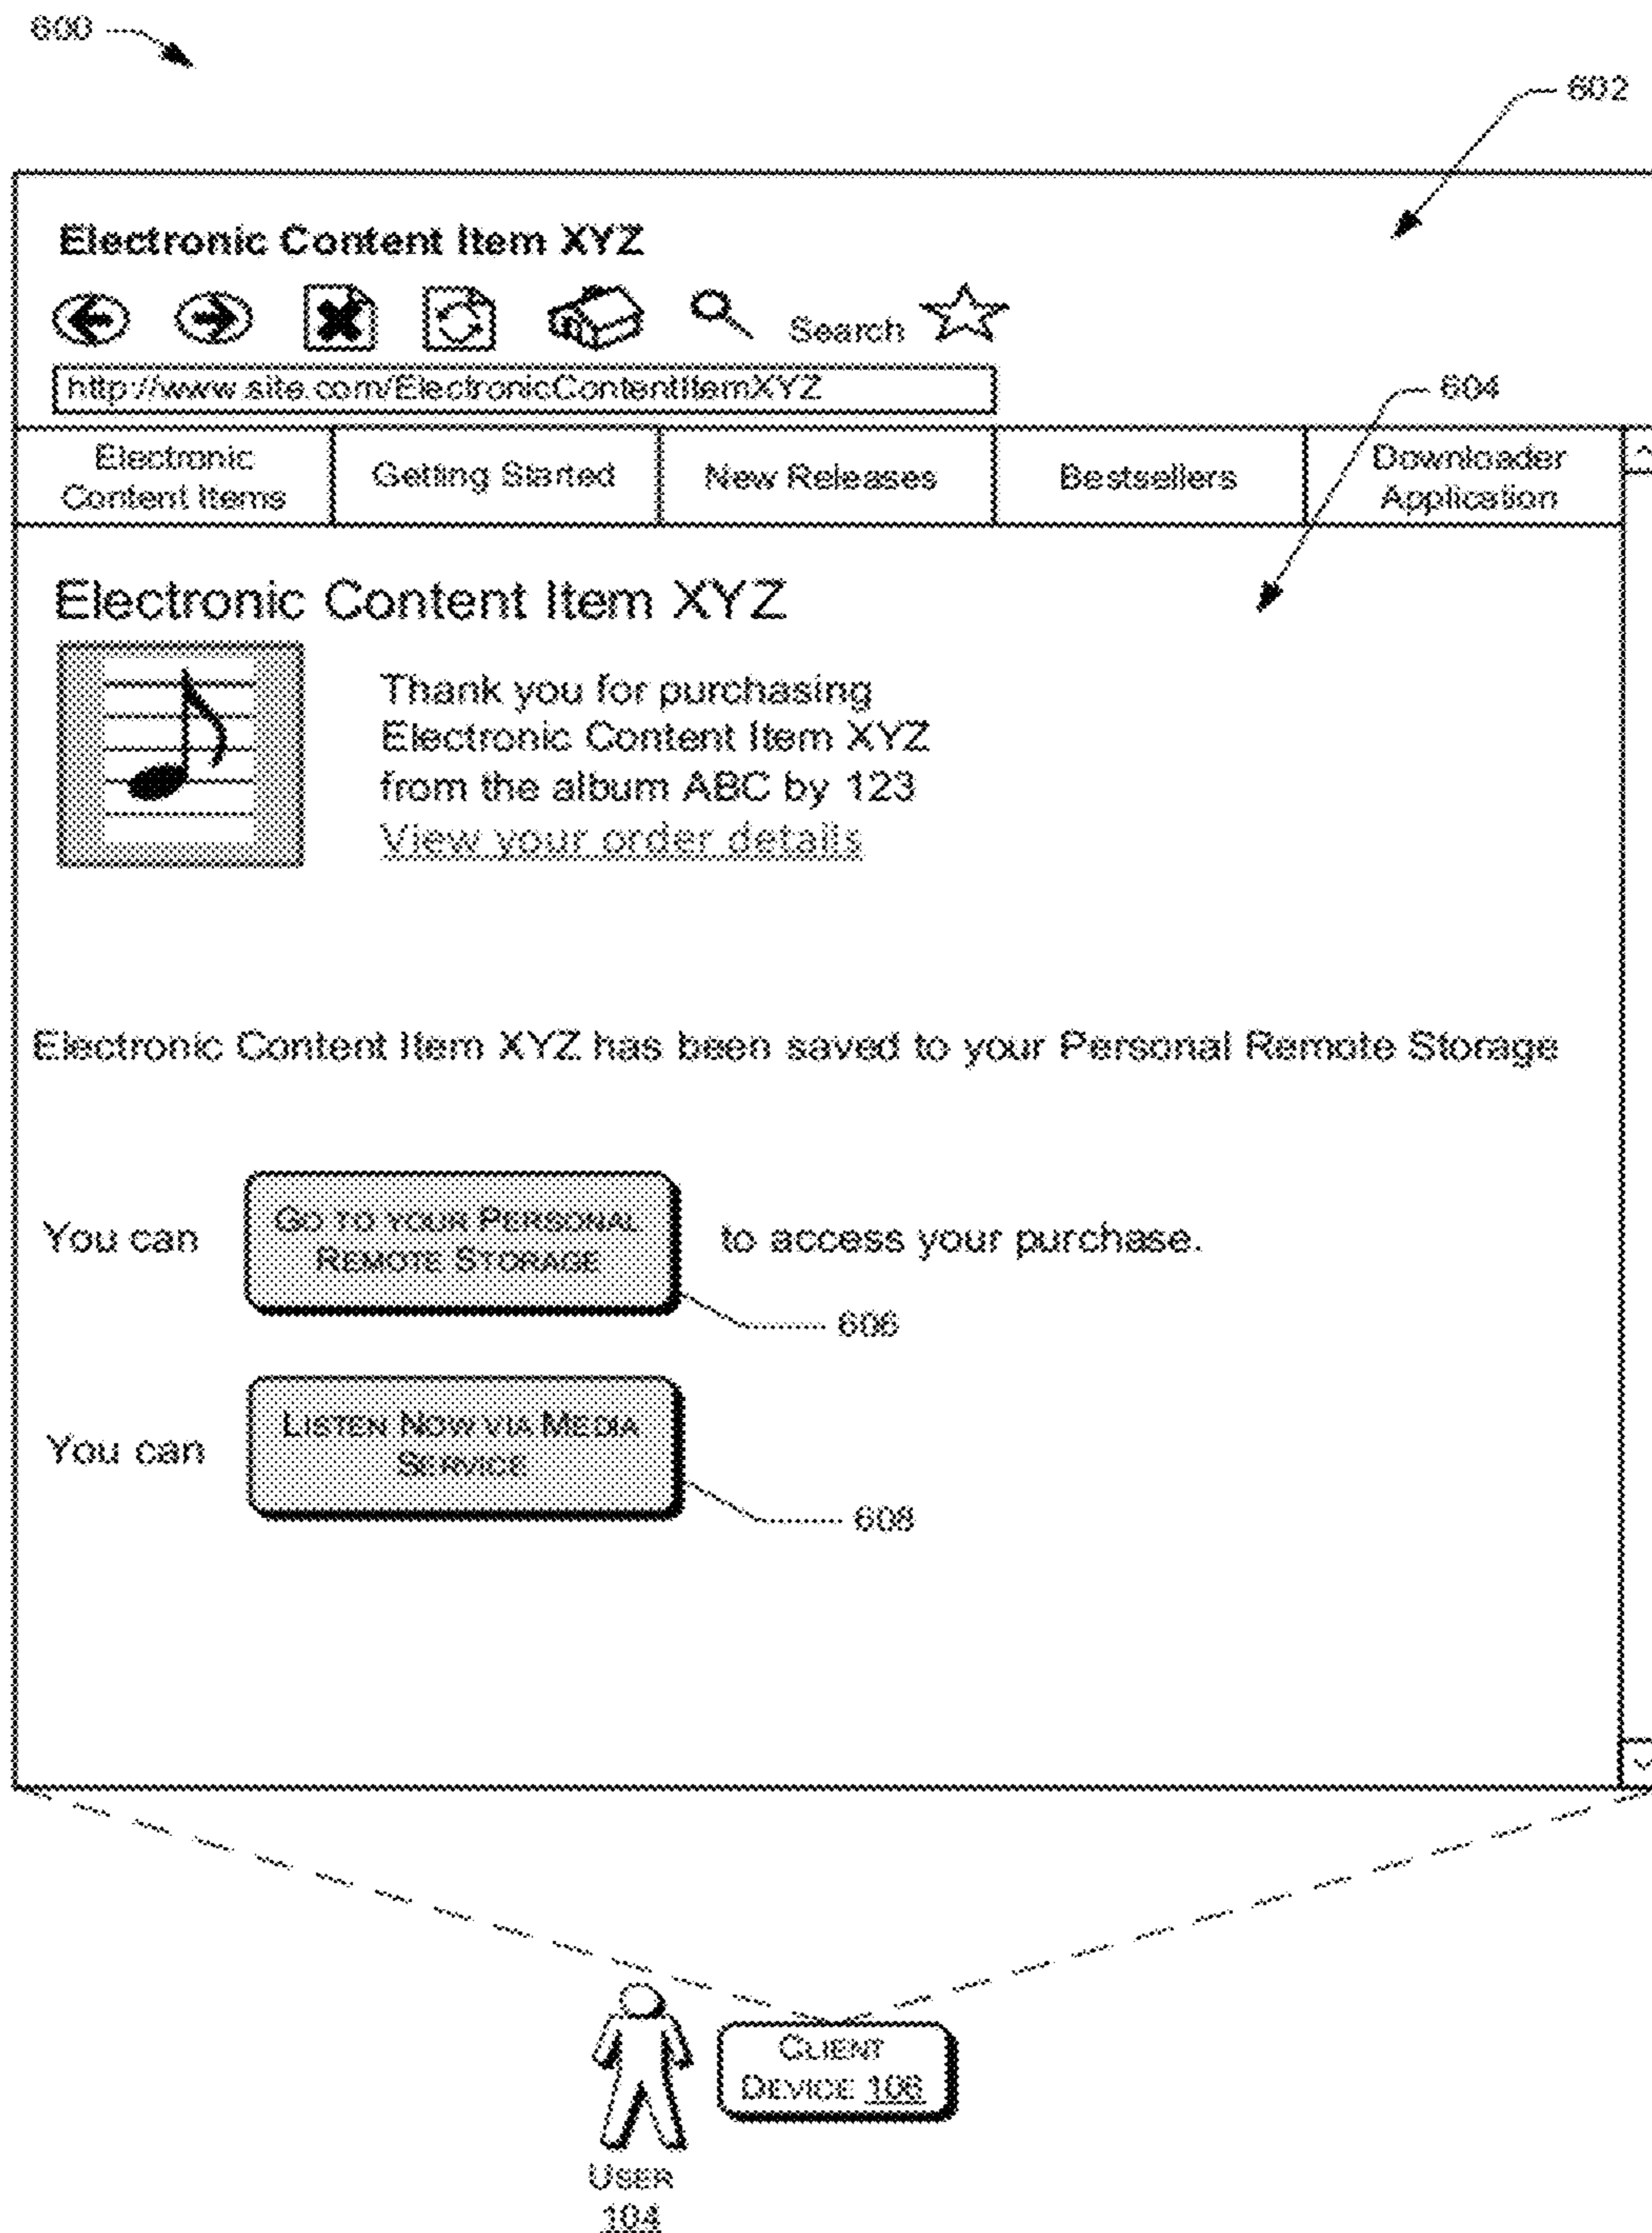 600
602
Electronic Content Item XYZ
Search
http://www.site.com/ElectronicContentItemXYZ
604
Electronic
Content Items
Getting Started
New Releases
Bestsellers
Downloader
Application
Electronic Content Item XYZ
Thank you for purchasing
Electronic Content Item XYZ
from the album ABC by 123
View your order details
Electronic Content Item XYZ has been saved to your Personal Remote Storage
You can
GO TO YOUR PERSONAL
REMOTE STORAGE
to access your purchase.
606
You can
LISTEN NOW VIA MEDIA
SERVICE
608
CLIENT
DEVICE 106
USER
104